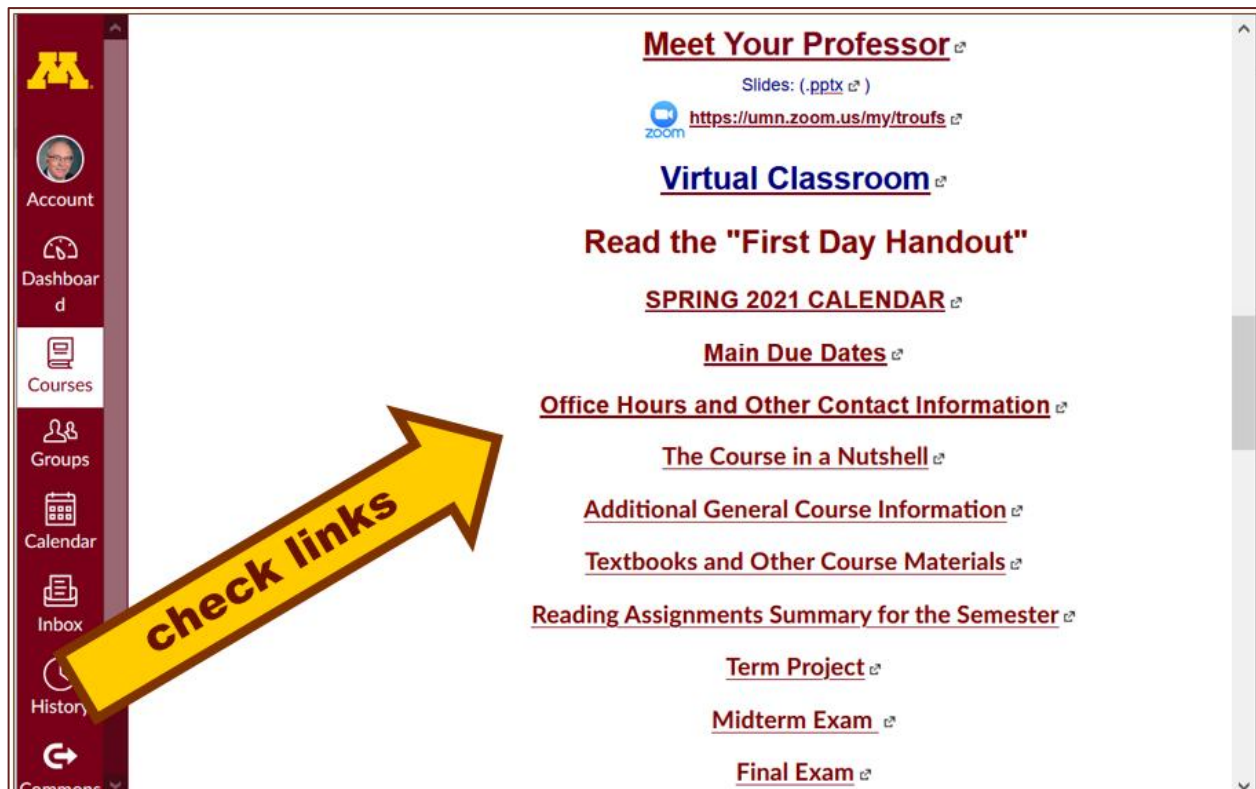 M
Account
Dashboar
d
Courses
Groups
Calendar
Inbox
History
Commons
Meet Your Professor
Slides: (.pptx )
zoom https://umn.zoom.us/my/troufs
Virtual Classroom
Read the "First Day Handout"
SPRING 2021 CALENDAR
Main Due Dates
Office Hours and Other Contact Information
The Course in a Nutshell
Additional General Course Information
Textbooks and Other Course Materials
Reading Assignments Summary for the Semester
Term Project
Midterm Exam
Final Exam
check links